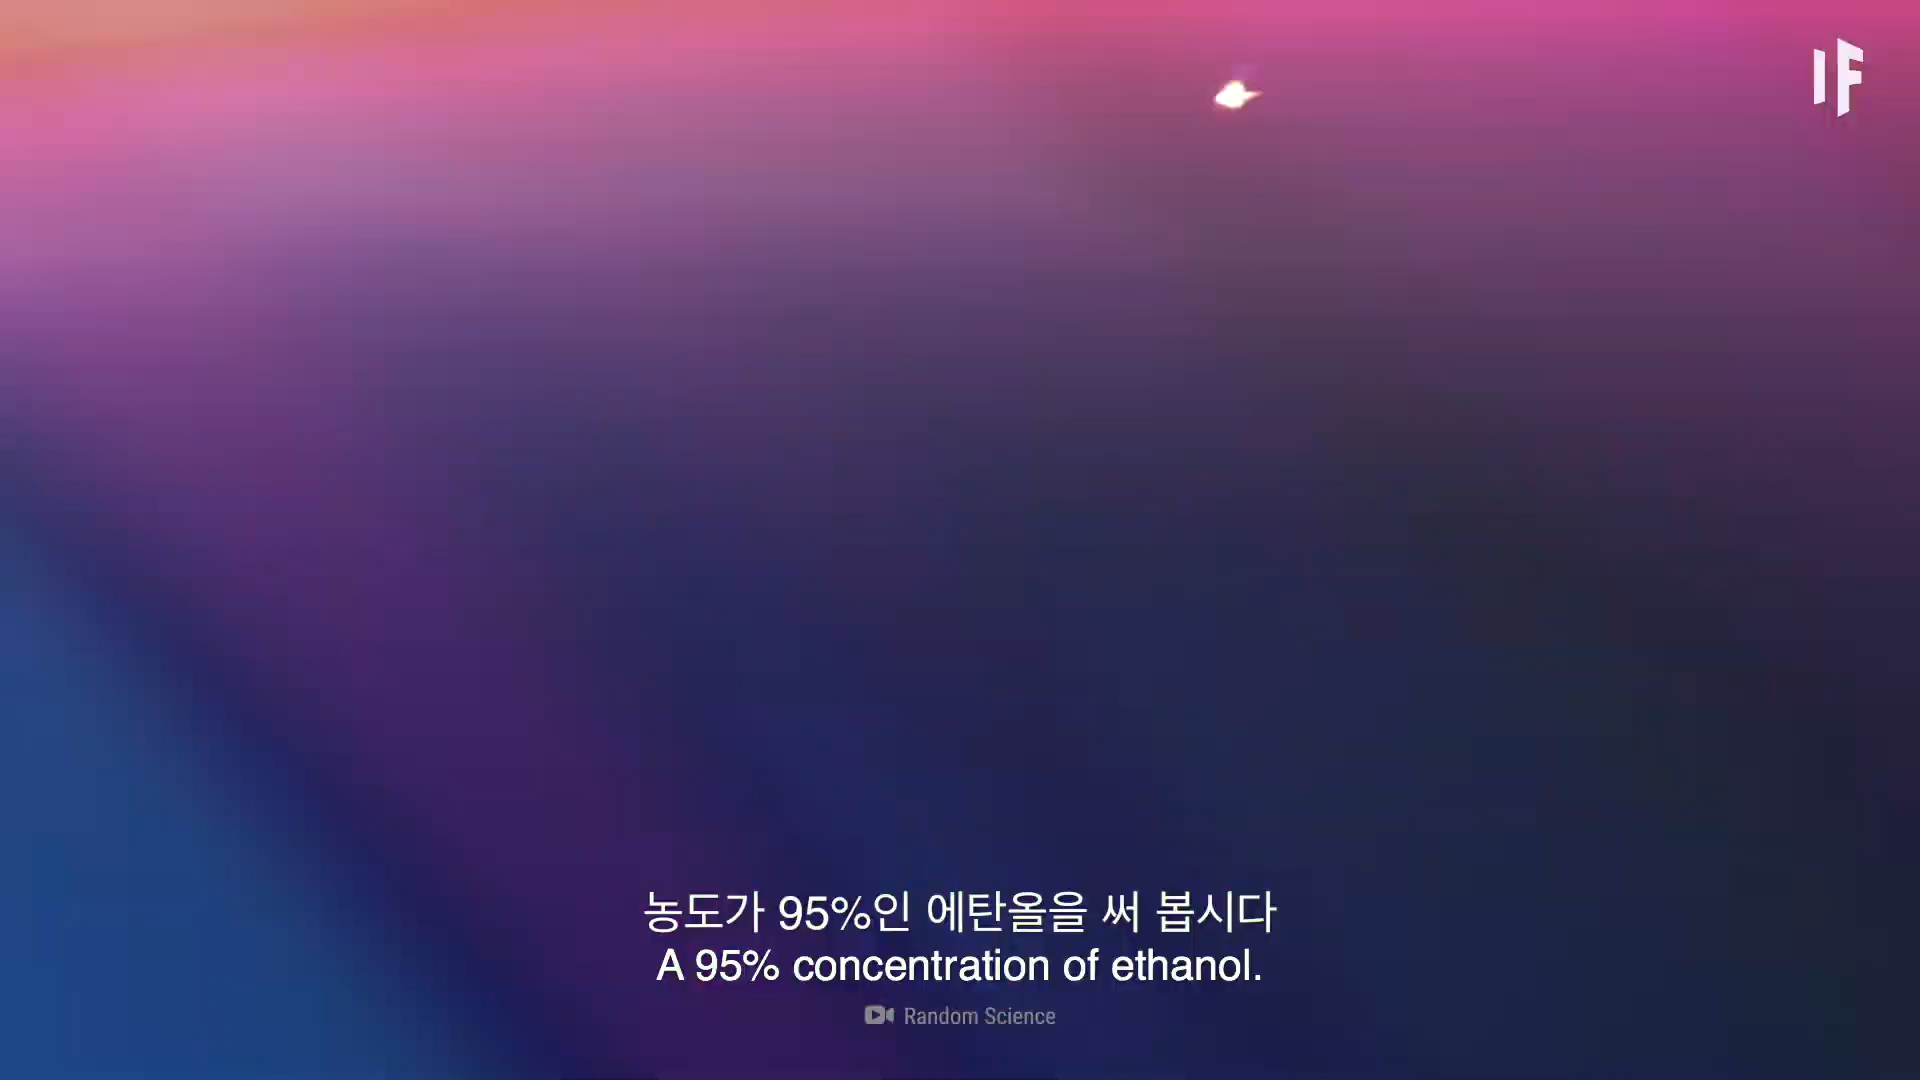 IF
농도가 95%인 에탄올을 써 봅시다
A 95% concentration of ethanol.
Random Science